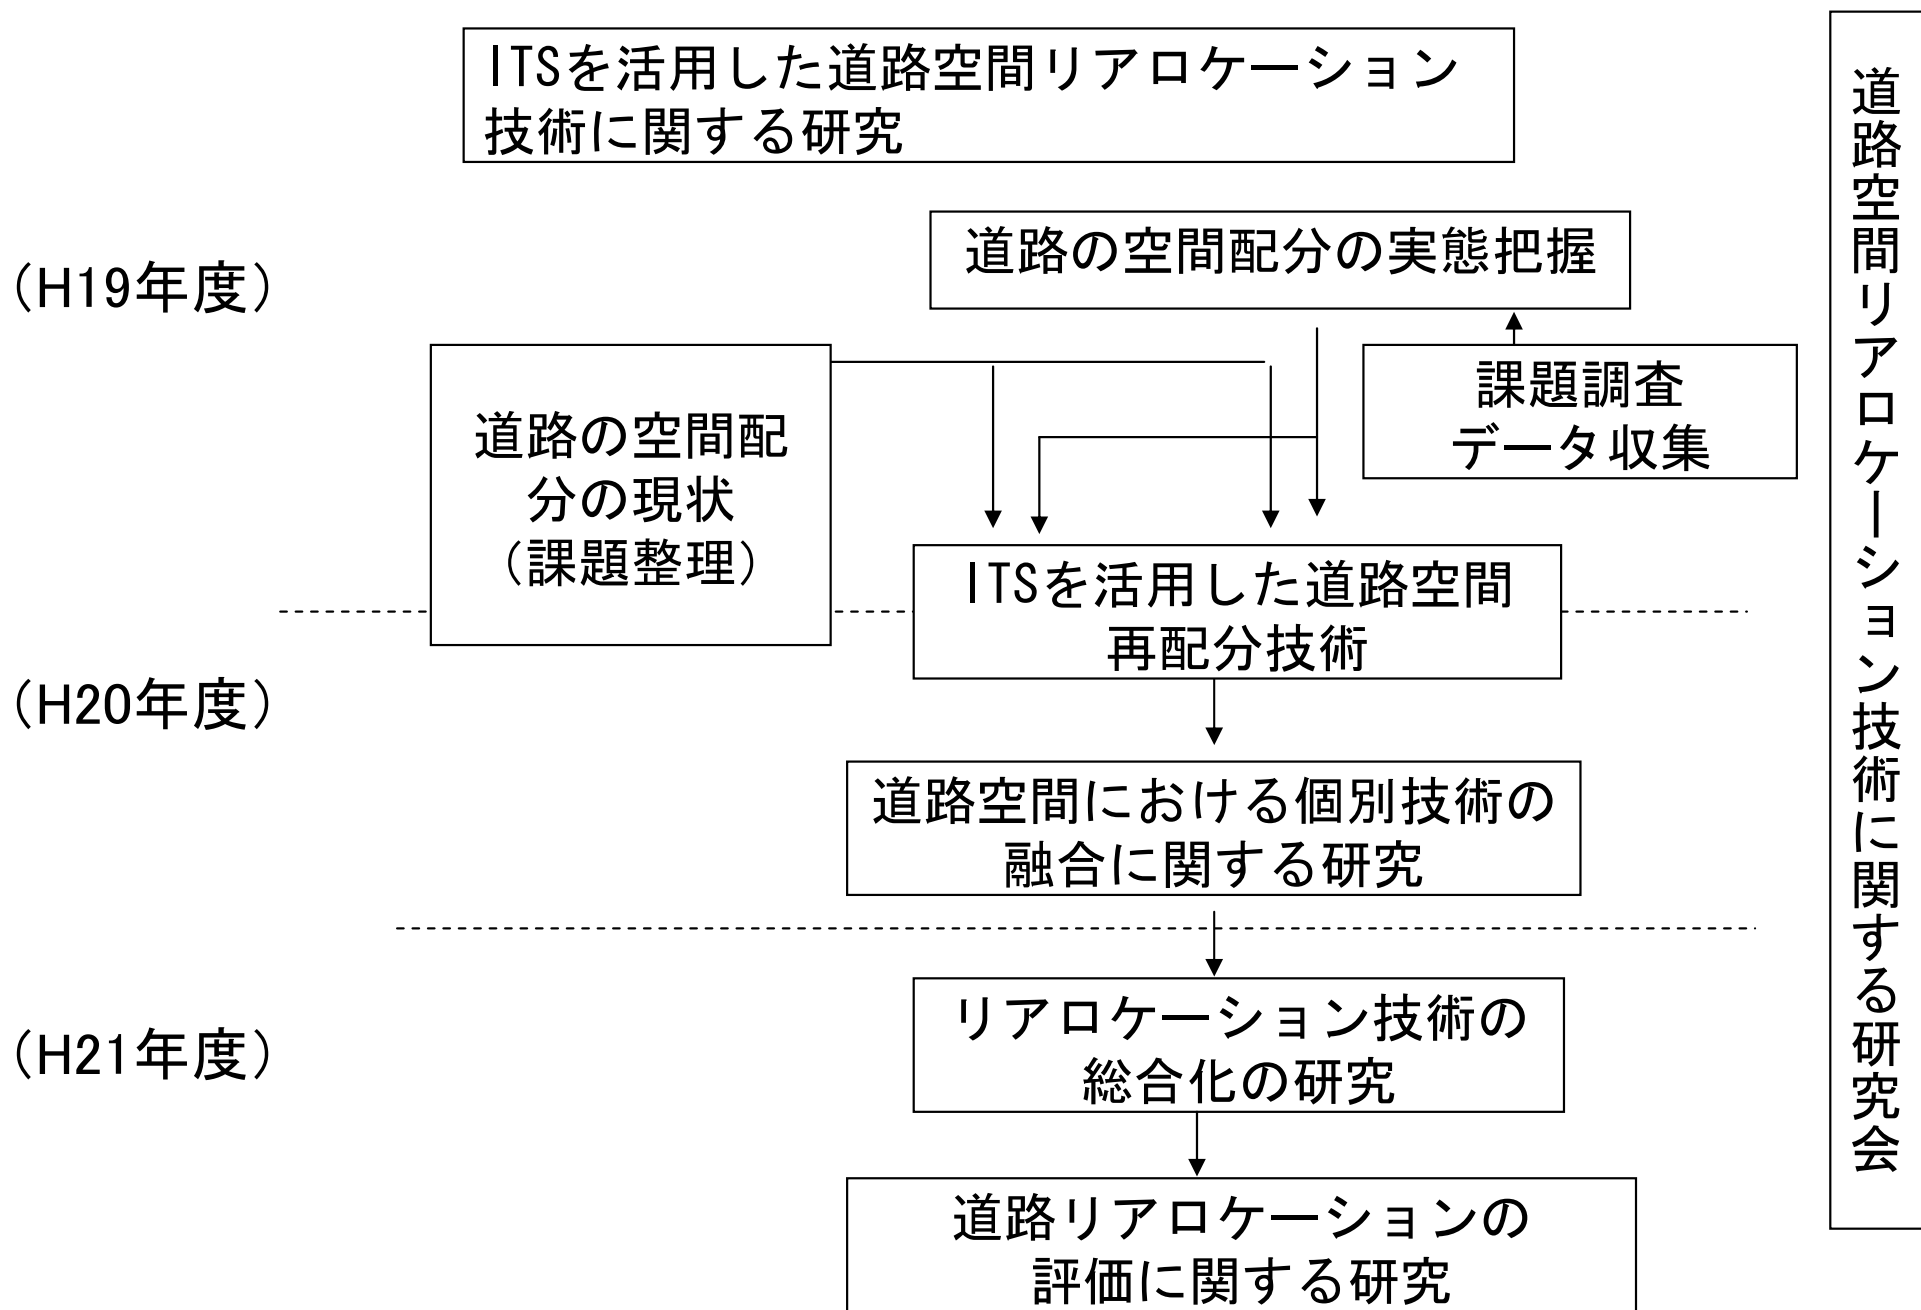 ITSを活用した道路空間リアロケーション
技術に関する研究
道路の空間配分の実態把握
(H19年度)
課題調査
データ収集
道路の空間配
分の現状
(課題整理)
ITSを活用した道路空間
再配分技術
(H20年度)
道路空間における個別技術の
融合に関する研究
リアロケーション技術の
総合化の研究
(H21年度)
道路リアロケーションの
評価に関する研究
道路空間リアロケーション技術に関する研究会